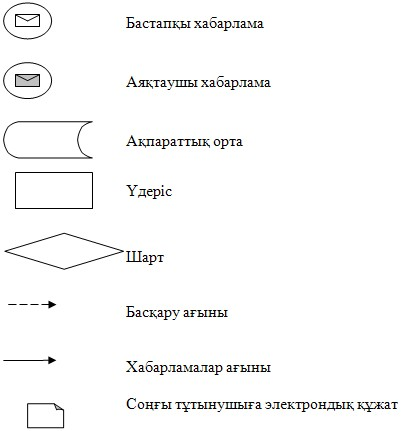 Бастапқы хабарлама
Аяқтаушы хабарлама
Ақпараттық орта
Үдеріс
Шарт
Басқару ағыны
Хабарламалар ағыны
Соңғы тұтынушыға электрондық құжат